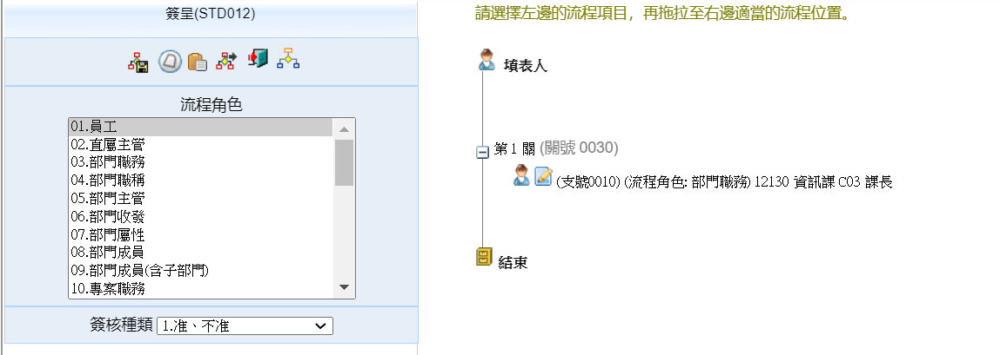 簽呈(STD012)
流程角色
01.員工
02.直屬主管
03.部門職務
04.部門職稱
05.部門主管
06.部門收發
07.部門屬性
08.部門成員
09.部門成員(含子部門)
10.專案職務
簽核種類 1.准、不准
請選擇左邊的流程項目，再拖拉至右邊適當的流程位置。
填表人
第 1 關 (關號 0030)
(支號0010) (流程角色: 部門職務) 12130 資訊課 C03 課長
結束